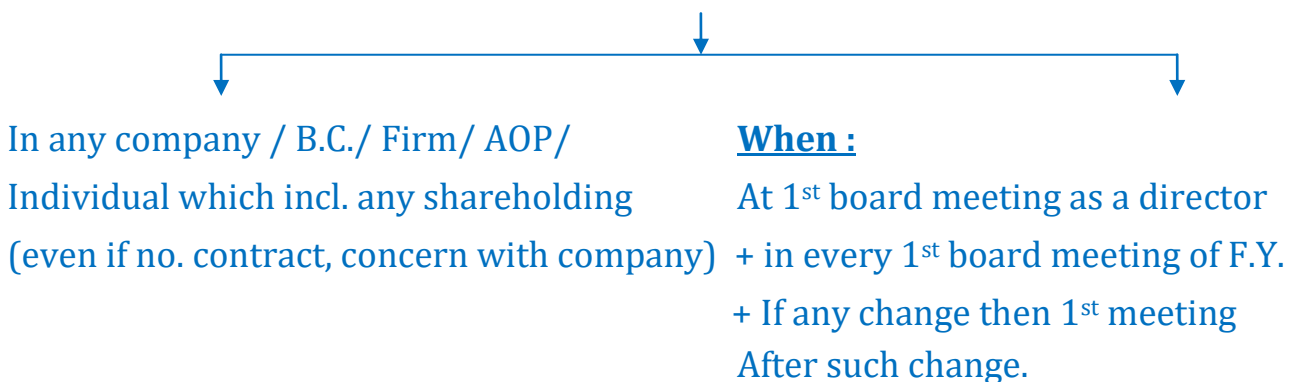 In any company / B.C./ Firm/ AOP/
Individual which incl. any shareholding
(even if no. contract, concern with company)
When :
At 1st board meeting as a director
+ in every 1st board meeting of F.Y.
+ If any change then 1st meeting
After such change.